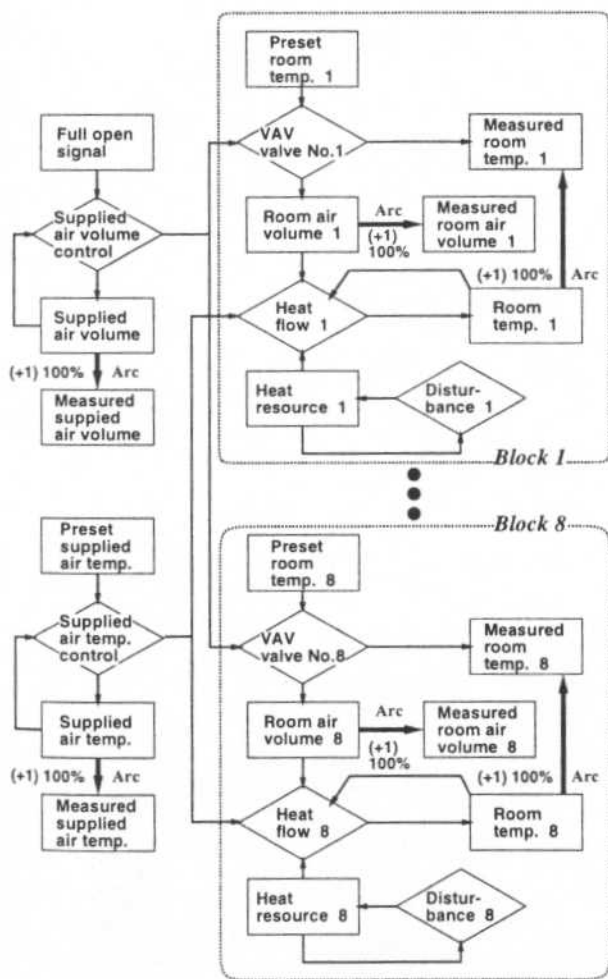 Full open
signal
Supplied
air volume
control
Supplied
air volume
(+1) 100%
Arc
Measured
suppied
air volume
Preset
supplied
air temp.
Supplied
air temp.
control
Supplied
air temp.
(+1) 100%
Arc
Measured
supplied
air temp.
Preset
room
temp. 1
VAV
valve No.1
Measured
room
temp. 1
Room air
volume 1
Arc
(+1)
100%
Measured
room air
volume 1
Heat
flow 1
(+1) 100%
Arc
Room
temp. 1
Heat
resource 1
Distur-
bance 1
Block 1
Block 8
Preset
room
temp. 8
VAV
valve No.8
Measured
room
temp. 8
Room air
volume 8
Arc
(+1)
100%
Measured
room air
volume 8
Heat
flow 8
(+1) 100%
Arc
Room
temp. 8
Heat
resource 8
Distur-
bance 8